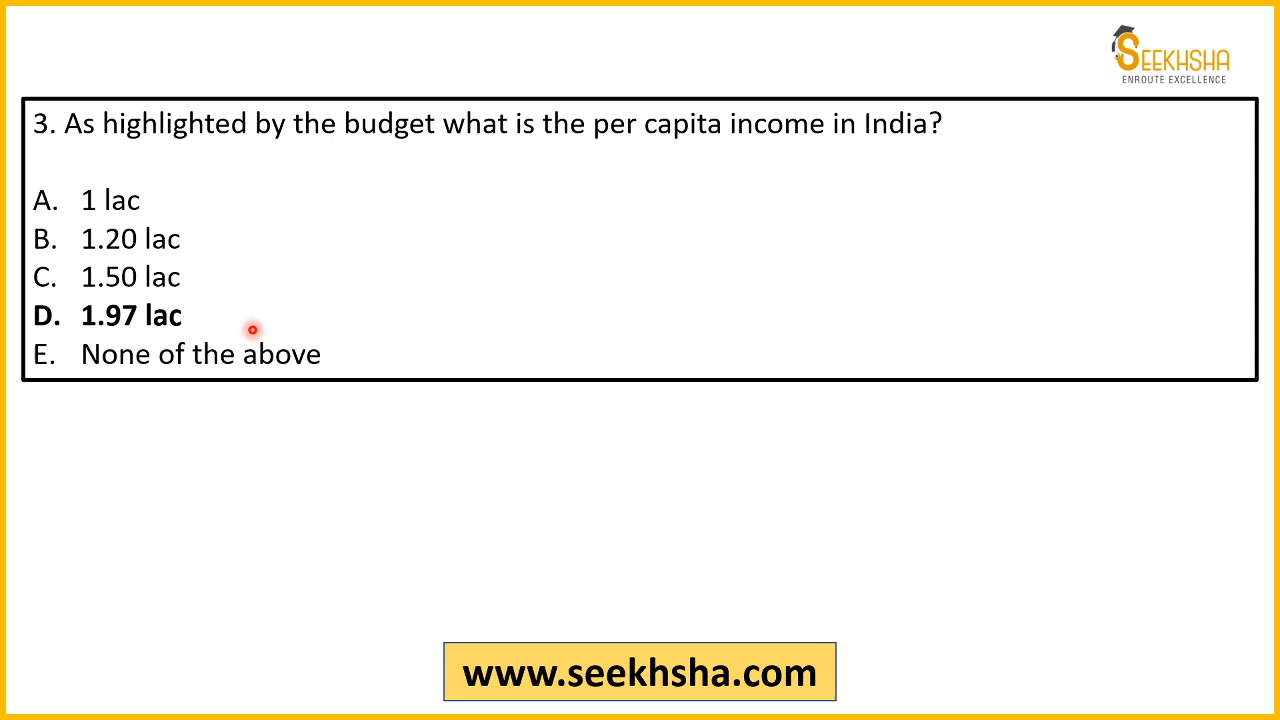 SEEKHSHA
ENROUTE EXCELLENCE
3. As highlighted by the budget what is the per capita income in India?
A. 1 lac
B. 1.20 lac
C. 1.50 lac
D. 1.97 lac
E. None of the above
www.seekhsha.com